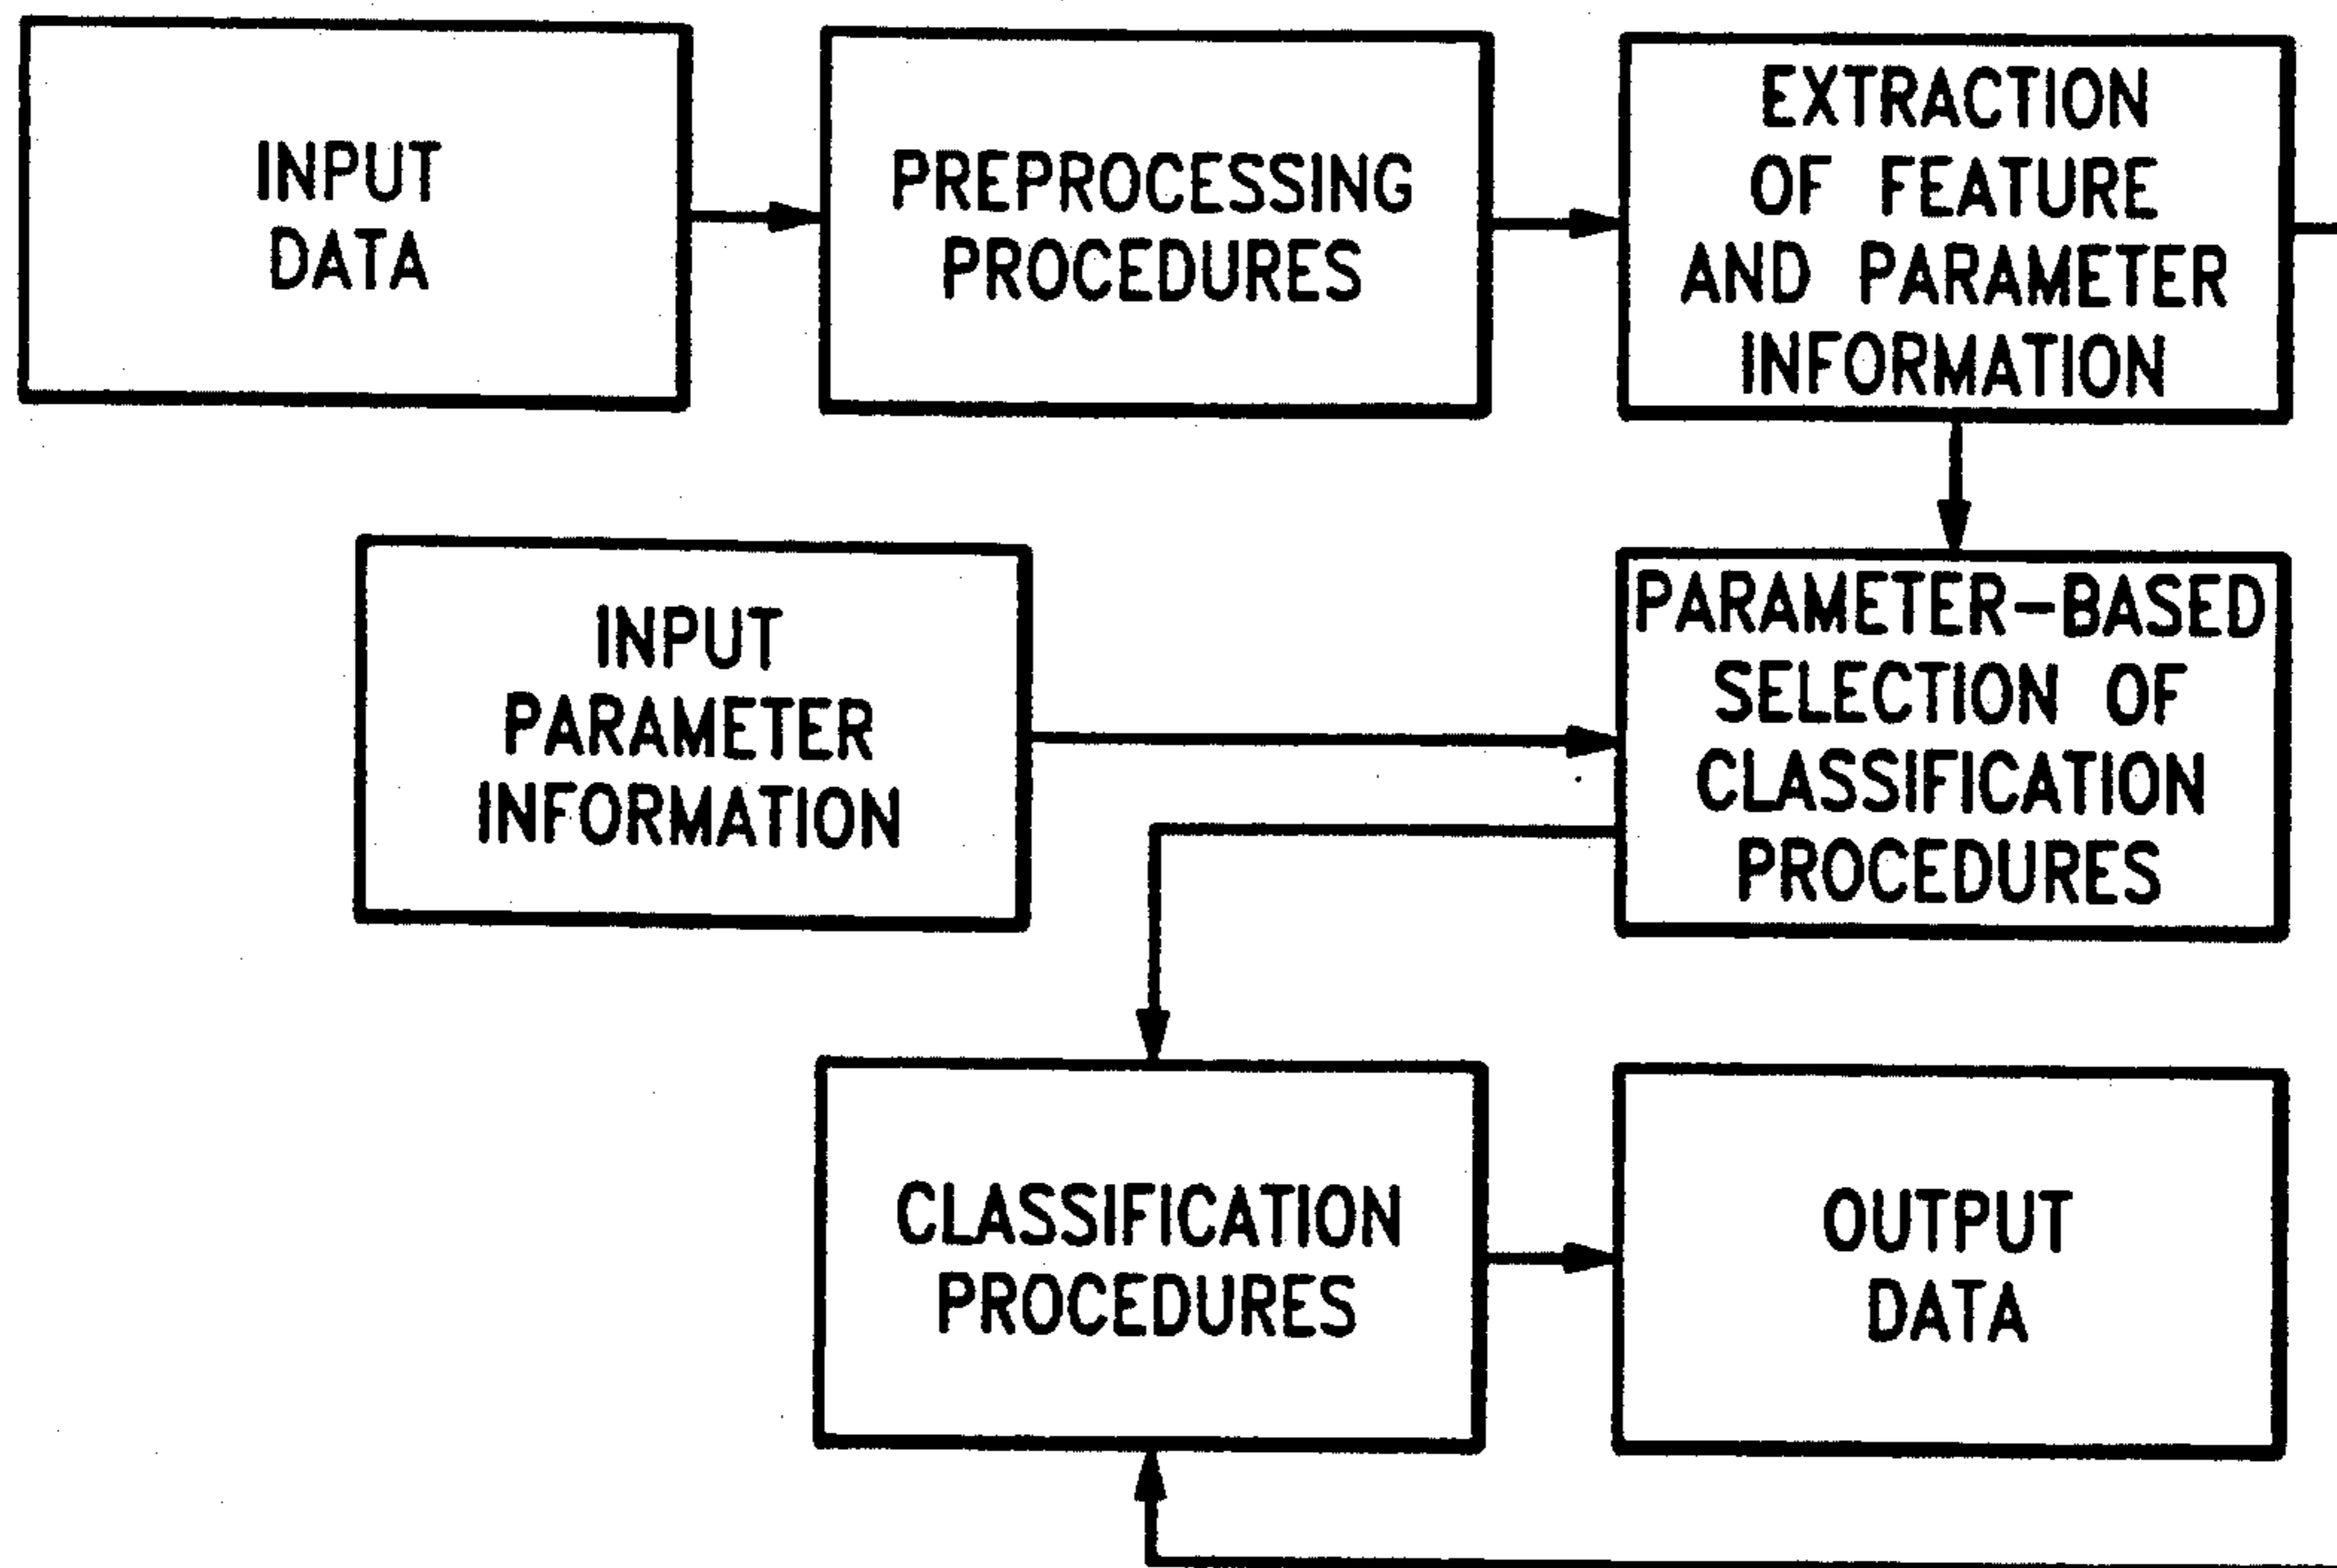 INPUT
DATA
PREPROCESSING
PROCEDURES
EXTRACTION
OF FEATURE
AND PARAMETER
INFORMATION
INPUT
PARAMETER
INFORMATION
PARAMETER-BASED
SELECTION OF
CLASSIFICATION
PROCEDURES
CLASSIFICATION
PROCEDURES
OUTPUT
DATA